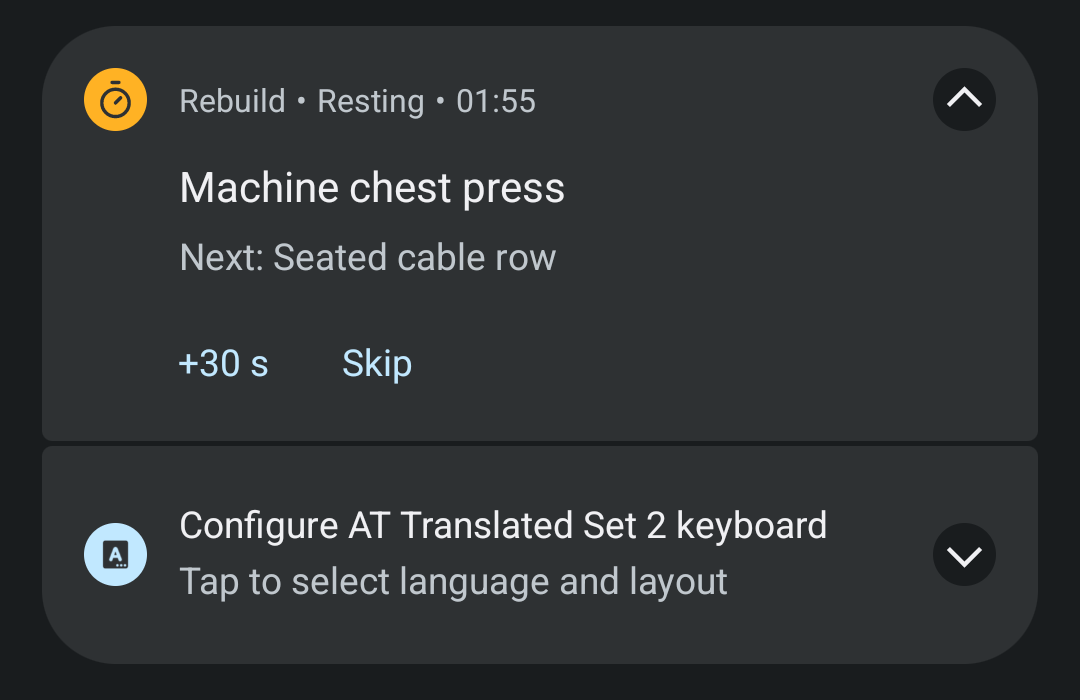 Rebuild • Resting • 01:55
Machine chest press
Next: Seated cable row
+30 s Skip
Configure AT Translated Set 2 keyboard
Tap to select language and layout